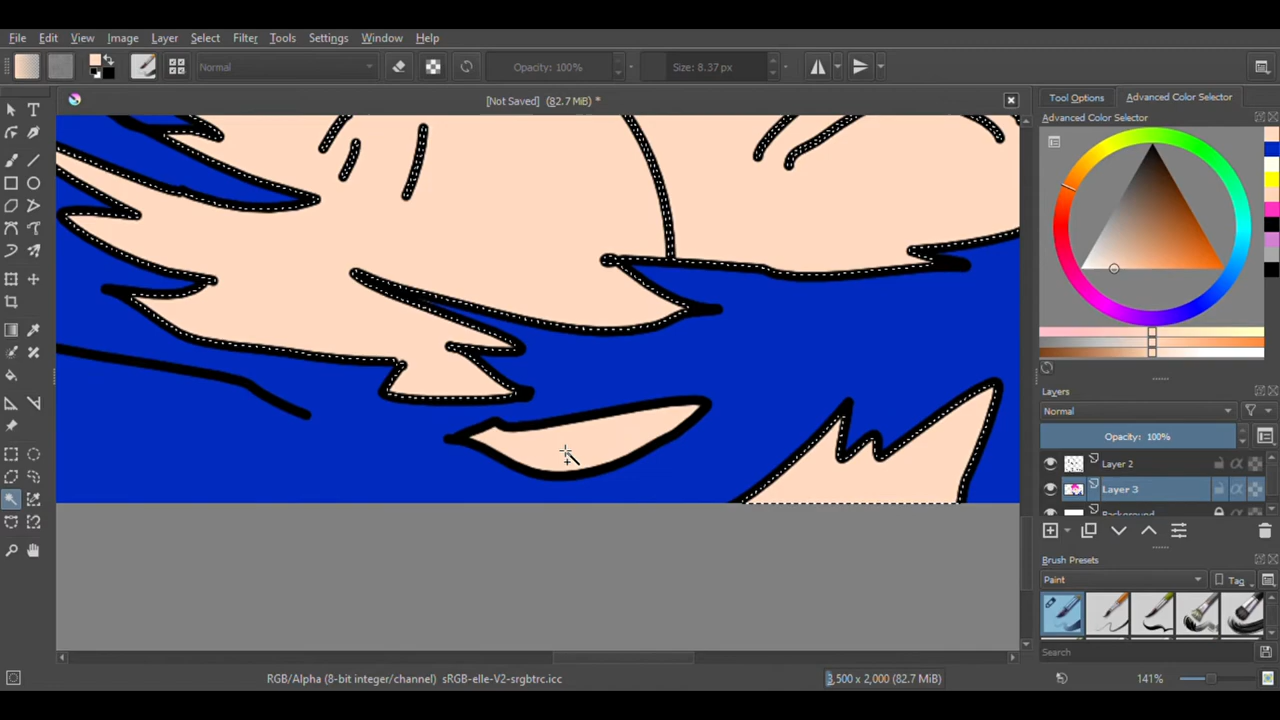 File Edit View Image Layer Select Filter Tools Settings Window Help
Normal Opacity: 100% Size: 8.37 px
[Not Saved] (82.7 MiB) *
Tool Options Advanced Color Selector
Advanced Color Selector
Layers
Normal
Opacity: 100%
Layer 2
Layer 3
Background
Brush Presets
Paint Tag
Search
RGB/Alpha (8-bit integer/channel) sRGB-elle-V2-srgbtrc.icc 3,500 x 2,000 (82.7 MiB) 141%